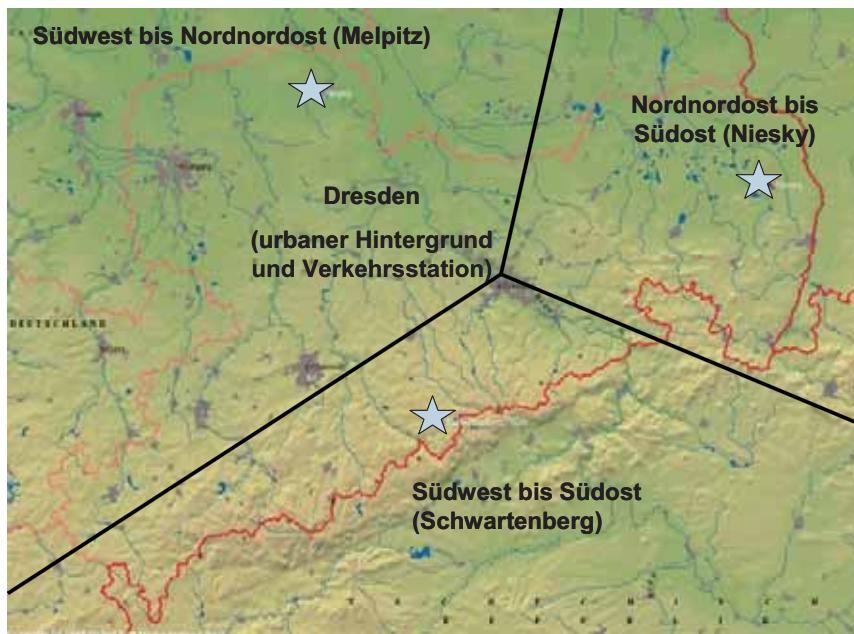 Südwest bis Nordnordost (Melpitz)
Nordnordost bis
Südost (Niesky)
Dresden
(urbaner Hintergrund
und Verkehrsstation)
DEUTSCHLAND
Südwest bis Südost
(Schwartenberg)